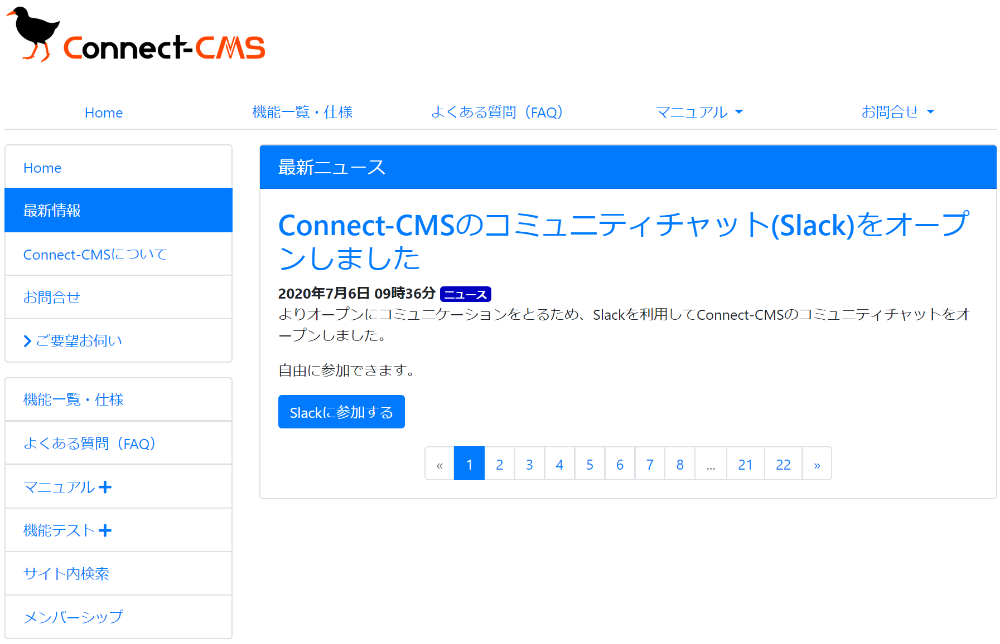 Connect-CMS
Home 機能一覧・仕様 よくある質問（FAQ） マニュアル お問合せ
Home
最新情報
Connect-CMSについて
お問合せ
ご要望お伺い
機能一覧・仕様
よくある質問（FAQ）
マニュアル
機能テスト
サイト内検索
メンバーシップ
最新ニュース
Connect-CMSのコミュニティチャット(Slack)をオープ
ンしました
2020年7月6日 09時36分 ニュース
よりオープンにコミュニケーションをとるため、Slackを利用してConnect-CMSのコミュニティチャットをオ
ープンしました。
自由に参加できます。
Slackに参加する
« 1 2 3 4 5 6 7 8 ... 21 22 »